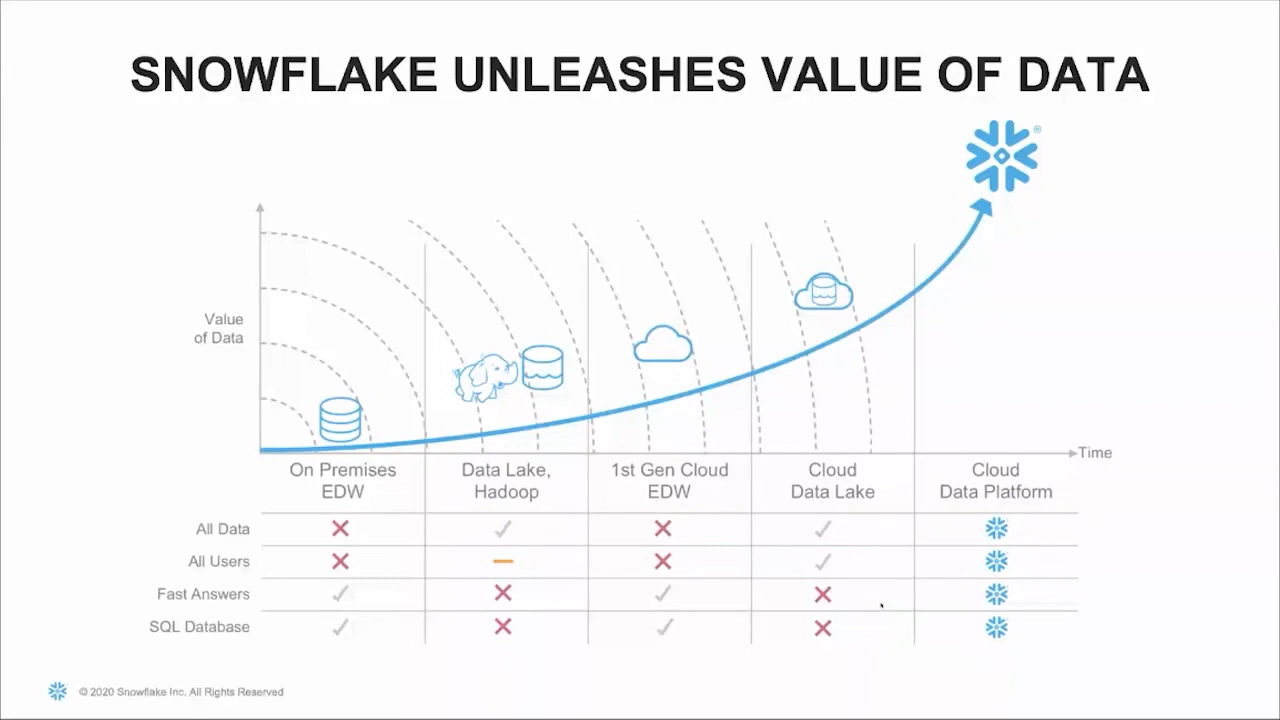 SNOWFLAKE UNLEASHES VALUE OF DATA
®
Value
of Data
Time
On Premises
EDW
Data Lake,
Hadoop
1st Gen Cloud
EDW
Cloud
Data Lake
Cloud
Data Platform
All Data
All Users
Fast Answers
SQL Database
© 2020 Snowflake Inc. All Rights Reserved